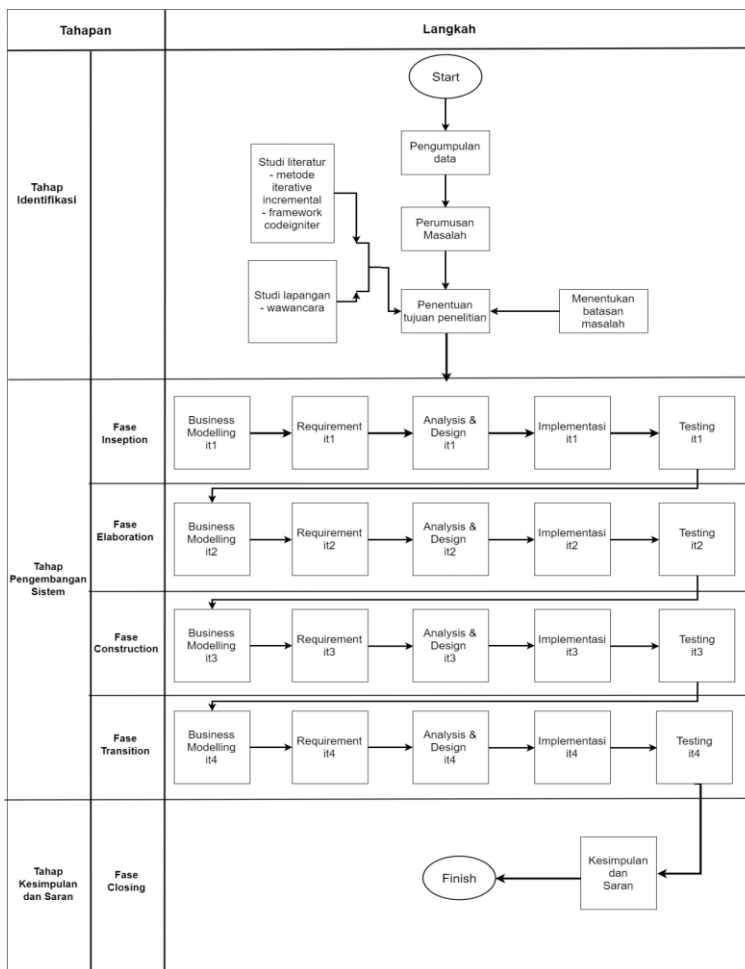 Tahapan
Langkah
Tahap
Identifikasi
Start
Pengumpulan
data
Studi literatur
- metode
iterative
incremental
- framework
codeigniter
Perumusan
Masalah
Studi lapangan
- wawancara
Penentuan
tujuan penelitian
Menentukan
batasan
masalah
Tahap
Pengembangan
Sistem
Fase
Inseption
Business
Modelling
it1
Requirement
it1
Analysis &
Design
it1
Implementasi
it1
Testing
it1
Fase
Elaboration
Business
Modelling
it2
Requirement
it2
Analysis &
Design
it2
Implementasi
it2
Testing
it2
Fase
Construction
Business
Modelling
it3
Requirement
it3
Analysis &
Design
it3
Implementasi
it3
Testing
it3
Fase
Transition
Business
Modelling
it4
Requirement
it4
Analysis &
Design
it4
Implementasi
it4
Testing
it4
Tahap
Kesimpulan
dan Saran
Fase
Closing
Finish
Kesimpulan
dan
Saran